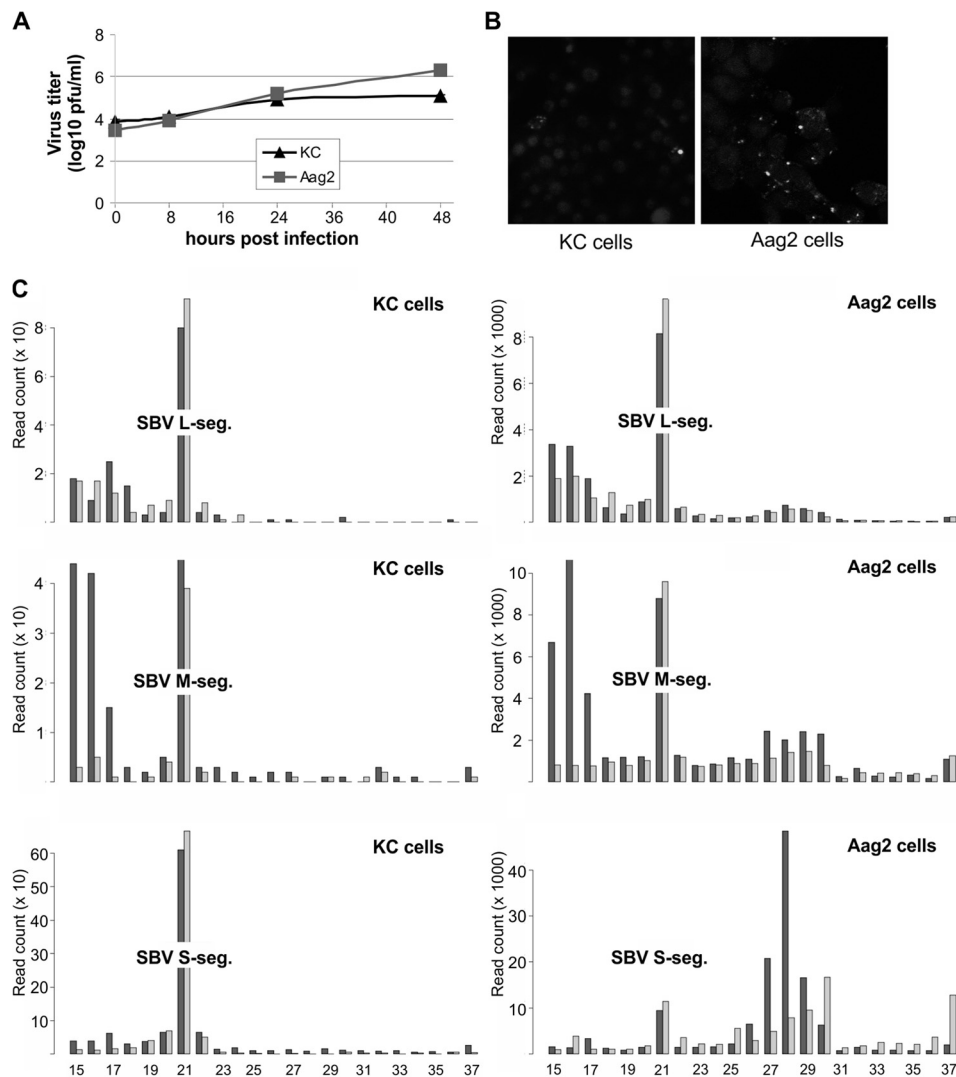 A
Virus titer
(log10 pfu/ml)
8
6
4
2
0
KC
Aag2
0 8 16 24 36 40 48
hours post infection
B
KC cells
Aag2 cells
C
KC cells
Read count (x 10)
8
6
4
2
SBV L-seg.
Aag2 cells
Read count (x 1000)
8
6
4
2
SBV L-seg.
KC cells
Read count (x 10)
4
3
2
1
SBV M-seg.
Aag2 cells
Read count (x 1000)
10
8
6
4
2
SBV M-seg.
KC cells
Read count (x 10)
60
50
40
30
20
10
SBV S-seg.
15 17 19 21 23 25 27 29 31 33 35 37
Aag2 cells
Read count (x 1000)
40
30
20
10
SBV S-seg.
15 17 19 21 23 25 27 29 31 33 35 37